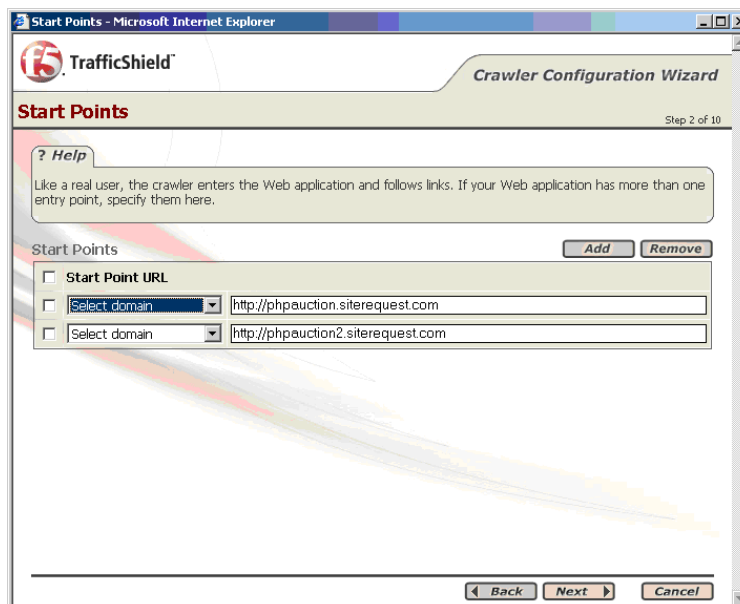 Start Points - Microsoft Internet Explorer
f5 TrafficShield™
Crawler Configuration Wizard
Start Points
Step 2 of 10
? Help
Like a real user, the crawler enters the Web application and follows links. If your Web application has more than one
entry point, specify them here.
Start Points
Add Remove
Start Point URL
Select domain http://phpauction.siterequest.com
Select domain http://phpauction2.siterequest.com
Back Next Cancel